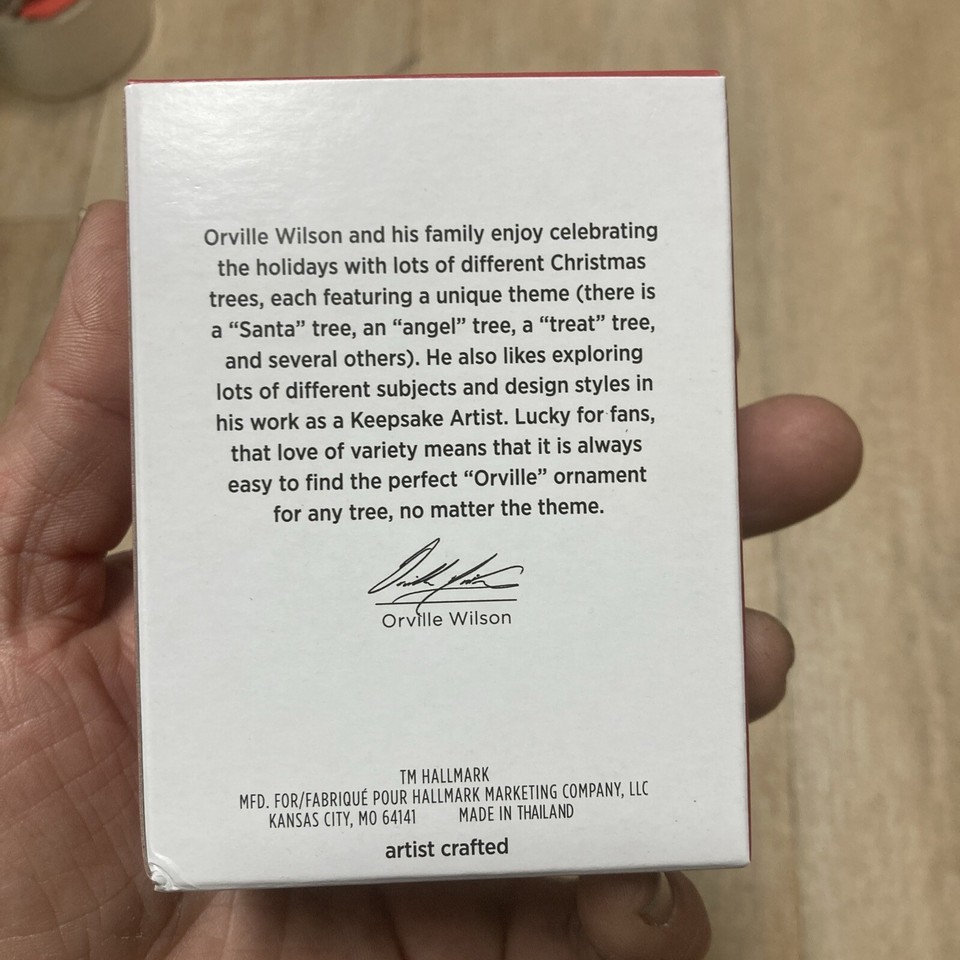 Orville Wilson and his family enjoy celebrating
the holidays with lots of different Christmas
trees, each featuring a unique theme (there is
a “Santa” tree, an “angel” tree, a “treat” tree,
and several others). He also likes exploring
lots of different subjects and design styles in
his work as a Keepsake Artist. Lucky for fans,
that love of variety means that it is always
easy to find the perfect “Orville” ornament
for any tree, no matter the theme.
Orville Wilson
Orville Wilson
TM HALLMARK
MFD. FOR/FABRIQUÉ POUR HALLMARK MARKETING COMPANY, LLC
KANSAS CITY, MO 64141 MADE IN THAILAND
artist crafted